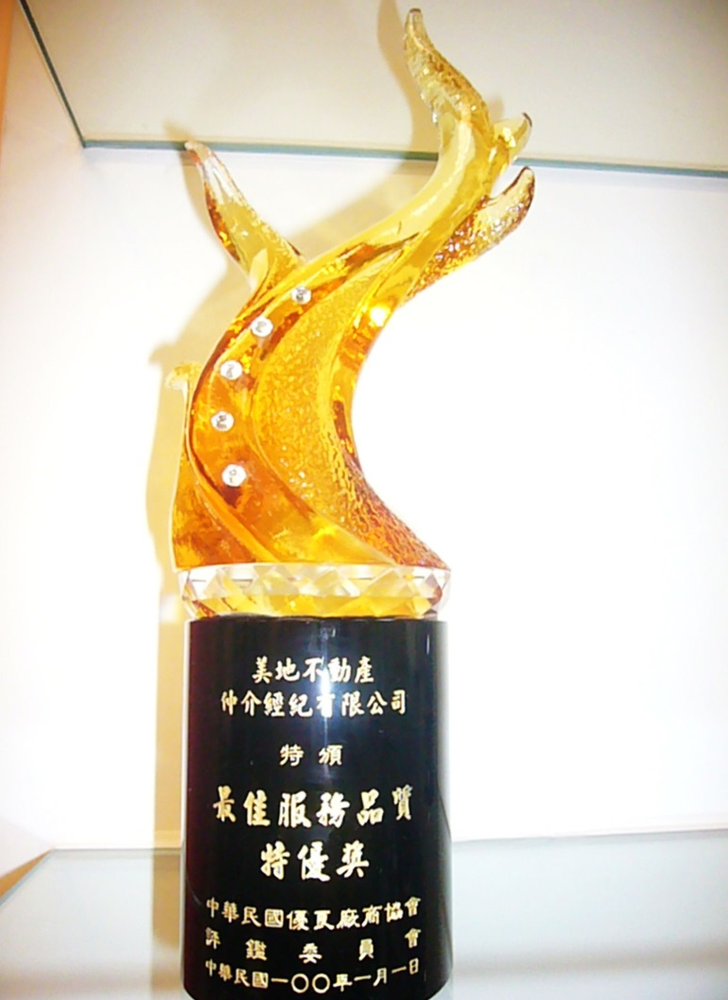 美地不動產
仲介經紀有限公司
特頒
最佳服務品質
特優獎
中華民國優良廠商協會
評鑑委員會
中華民國一〇〇年一月一日